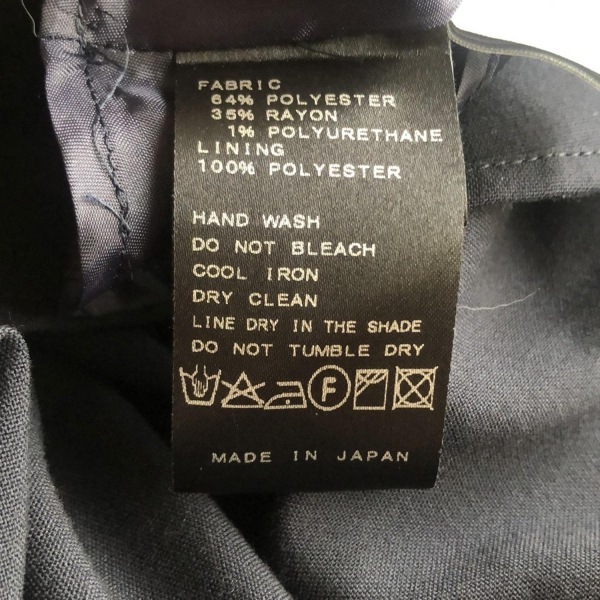 FABRIC
64% POLYESTER
35% RAYON
1% POLYURETHANE
LINING
100% POLYESTER
HAND WASH
DO NOT BLEACH
COOL IRON
DRY CLEAN
LINE DRY IN THE SHADE
DO NOT TUMBLE DRY
F
MADE IN JAPAN